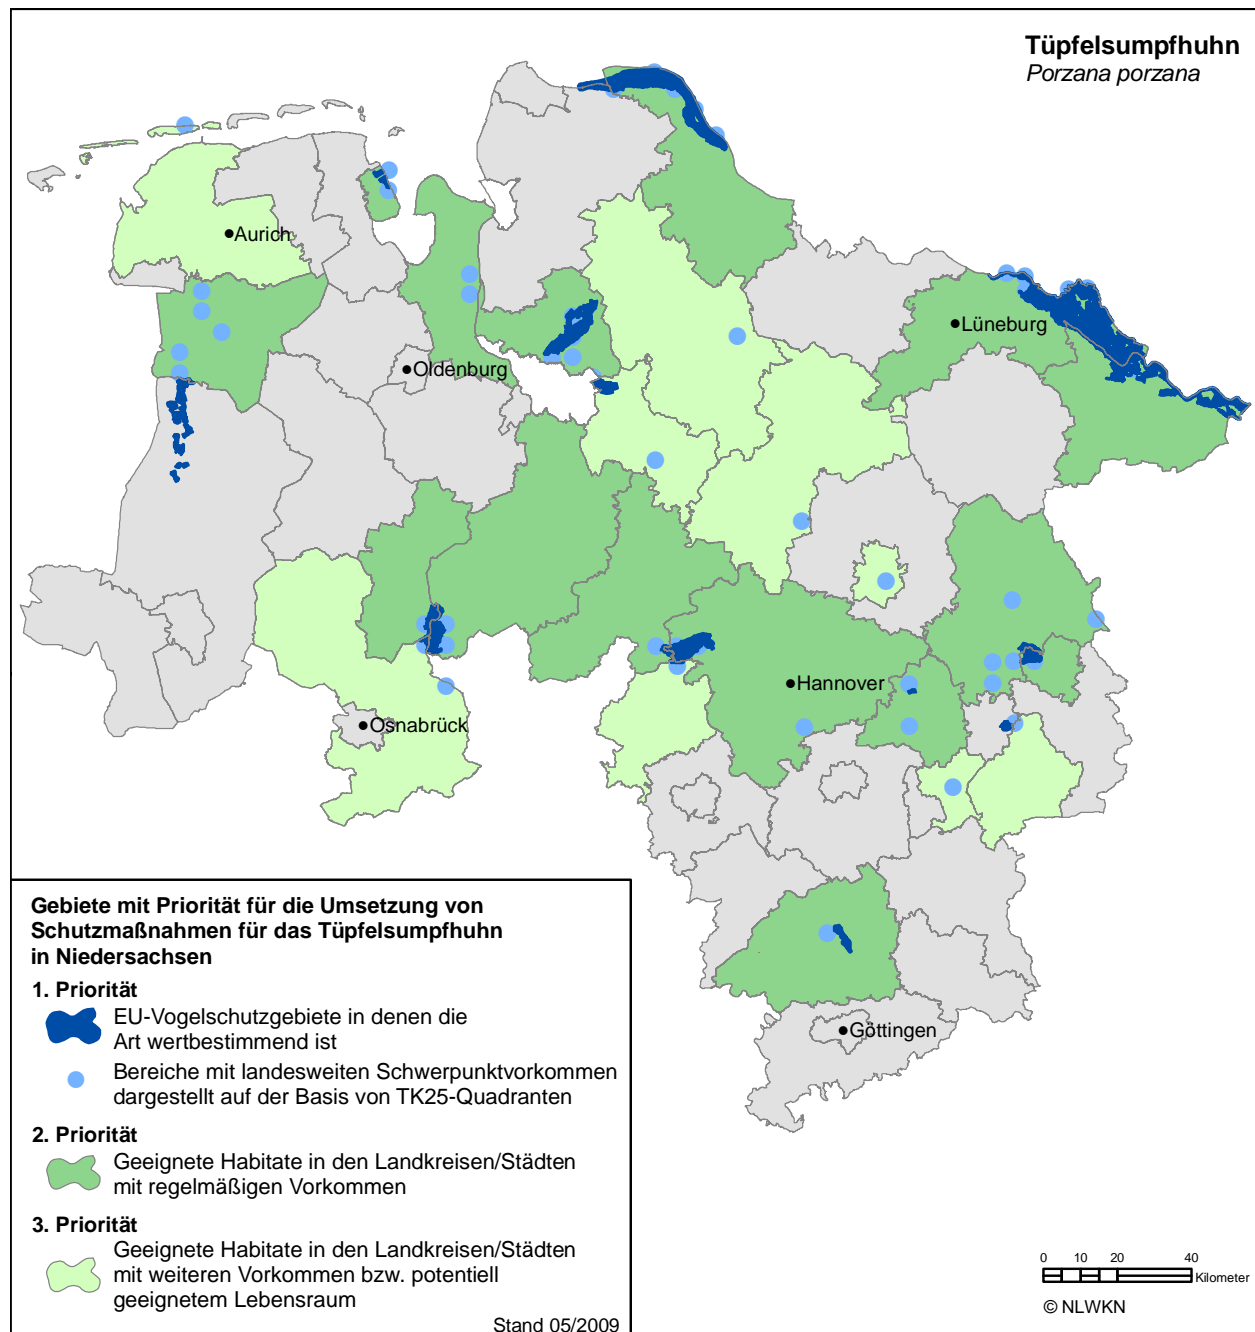 Tüpfelsumpfhuhn
Porzana porzana
Aurich
Lüneburg
Oldenburg
Hannover
Osnabrück
Göttingen
Gebiete mit Priorität für die Umsetzung von
Schutzmaßnahmen für das Tüpfelsumpfhuhn
in Niedersachsen
1. Priorität
EU-Vogelschutzgebiete in denen die
Art wertbestimmend ist
Bereiche mit landesweiten Schwerpunktvorkommen
dargestellt auf der Basis von TK25-Quadranten
2. Priorität
Geeignete Habitate in den Landkreisen/Städten
mit regelmäßigen Vorkommen
3. Priorität
Geeignete Habitate in den Landkreisen/Städten
mit weiteren Vorkommen bzw. potentiell
geeignetem Lebensraum
Stand 05/2009
0 10 20 40
Kilometer
© NLWKN